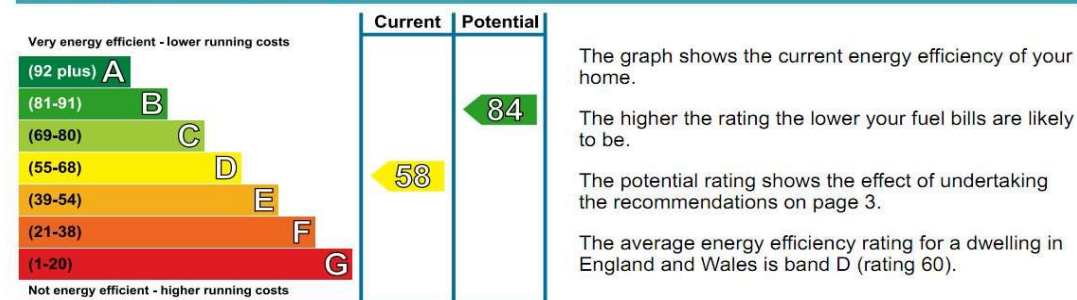 Current Potential
Very energy efficient - lower running costs
(92 plus) A
(81-91) B
84
(69-80) C
(55-68) D
58
(39-54) E
(21-38) F
(1-20) G
Not energy efficient - higher running costs
The graph shows the current energy efficiency of your
home.
The higher the rating the lower your fuel bills are likely
to be.
The potential rating shows the effect of undertaking
the recommendations on page 3.
The average energy efficiency rating for a dwelling in
England and Wales is band D (rating 60).